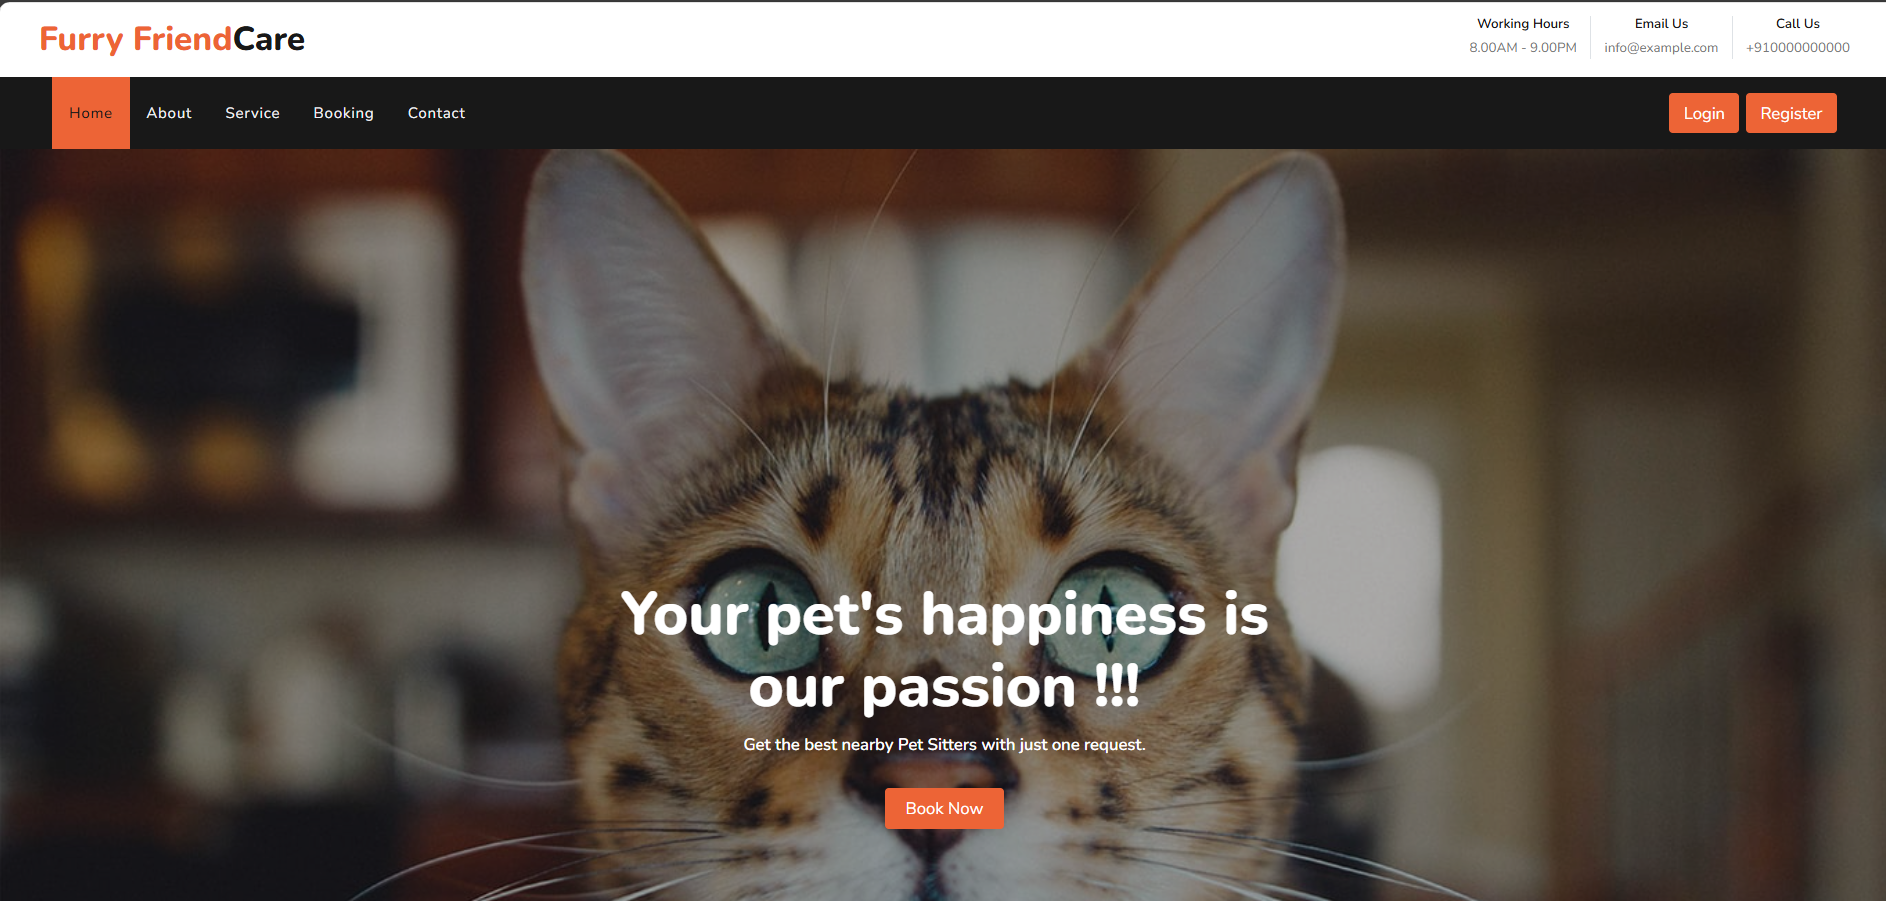 Furry FriendCare
Working Hours
8.00AM - 9.00PM
Email Us
info@example.com
Call Us
+910000000000
Home About Service Booking Contact Login Register
Your pet's happiness is
our passion !!!
Get the best nearby Pet Sitters with just one request.
Book Now